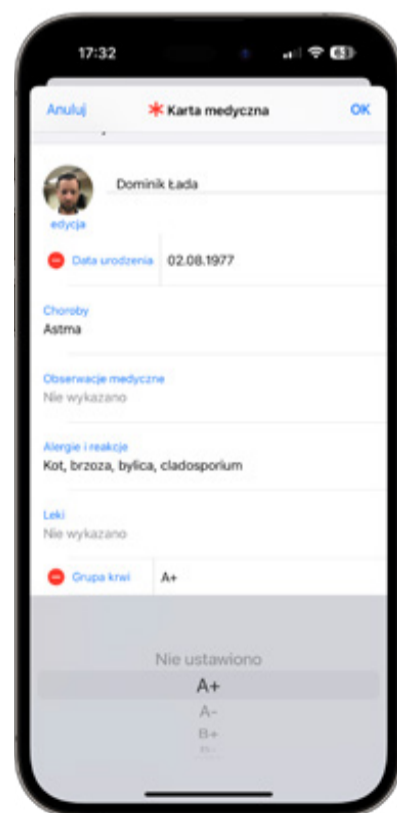 17:32
63
Anuluj
Karta medyczna
OK
Dominik Łada
edycja
Data urodzenia
02.08.1977
Choroby
Astma
Obserwacje medyczne
Nie wykazano
Alergie i reakcje
Kot, brzoza, bylica, cladosporium
Leki
Nie wykazano
Grupa krwi
A+
Nie ustawiono
A+
A-
B+